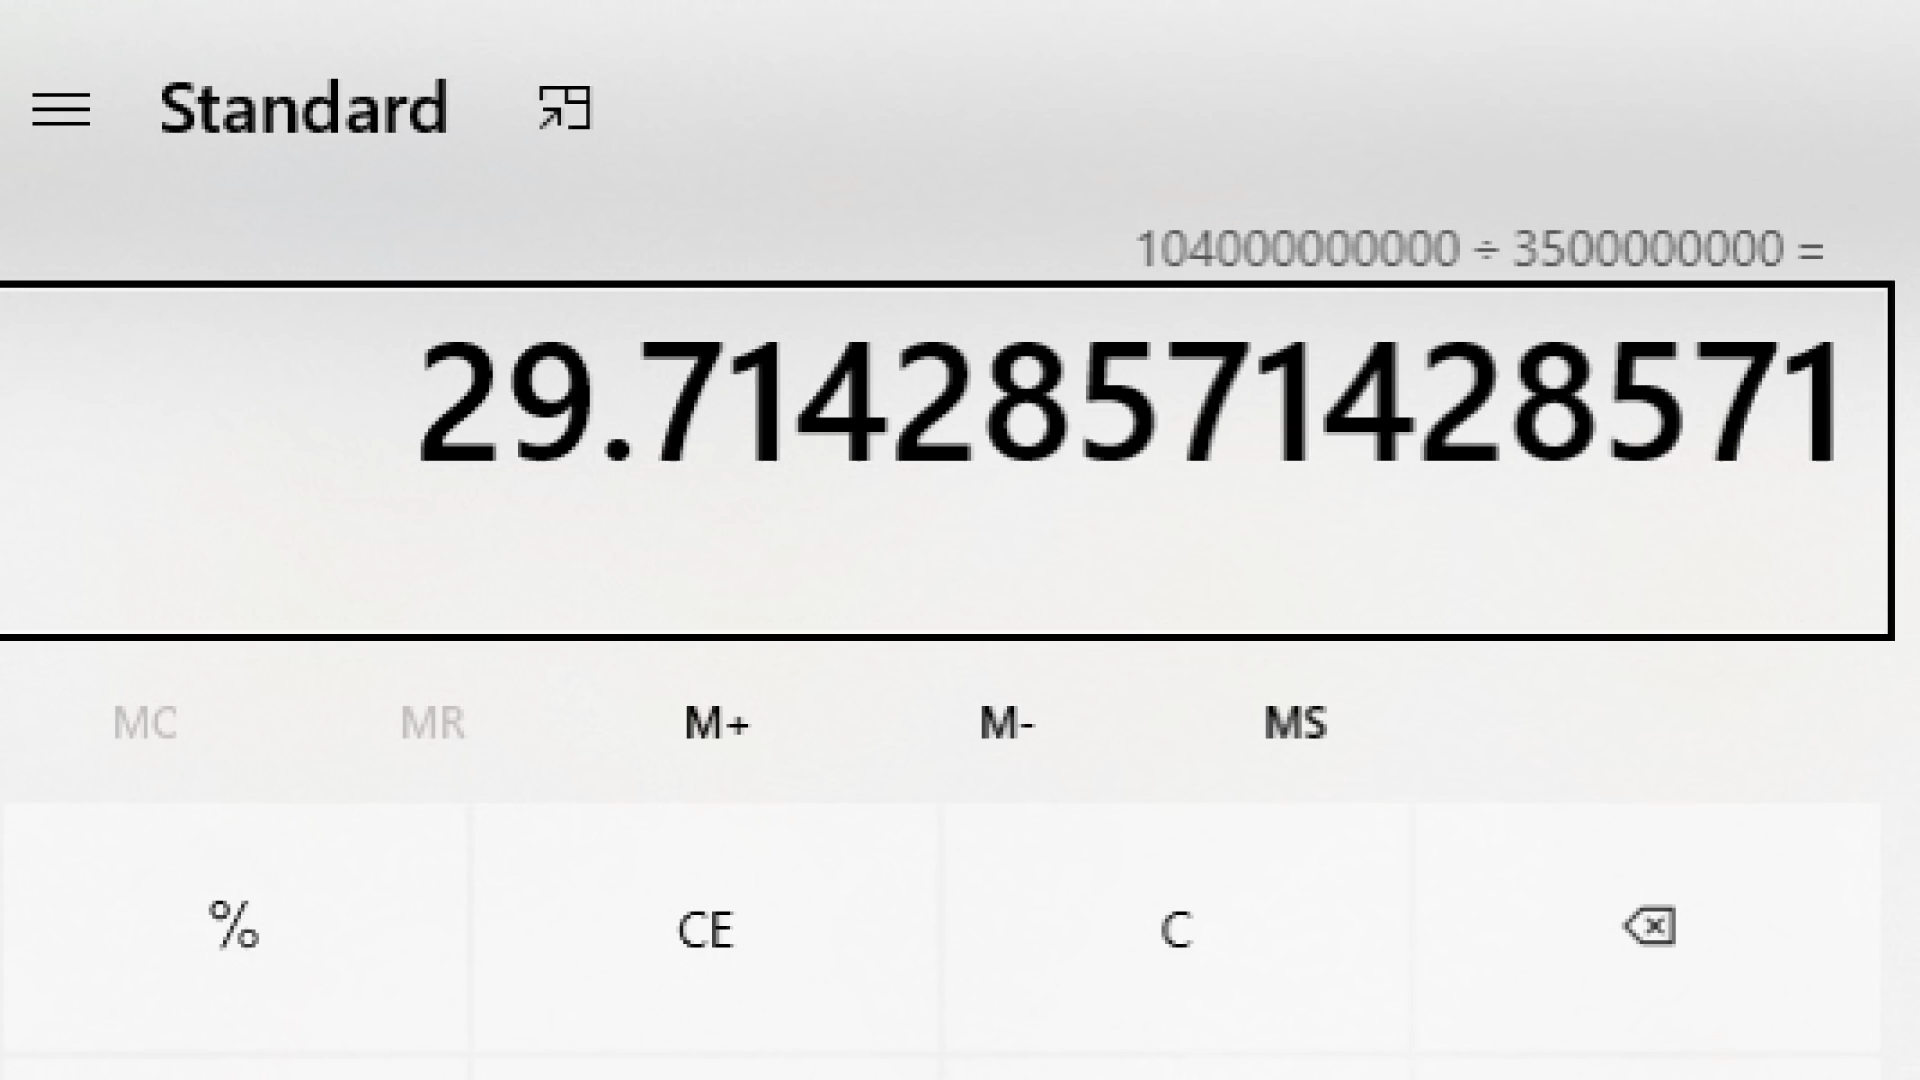 Standard
104000000000 ÷ 3500000000 =
29.71428571428571
MC MR M+ M- MS
% CE C